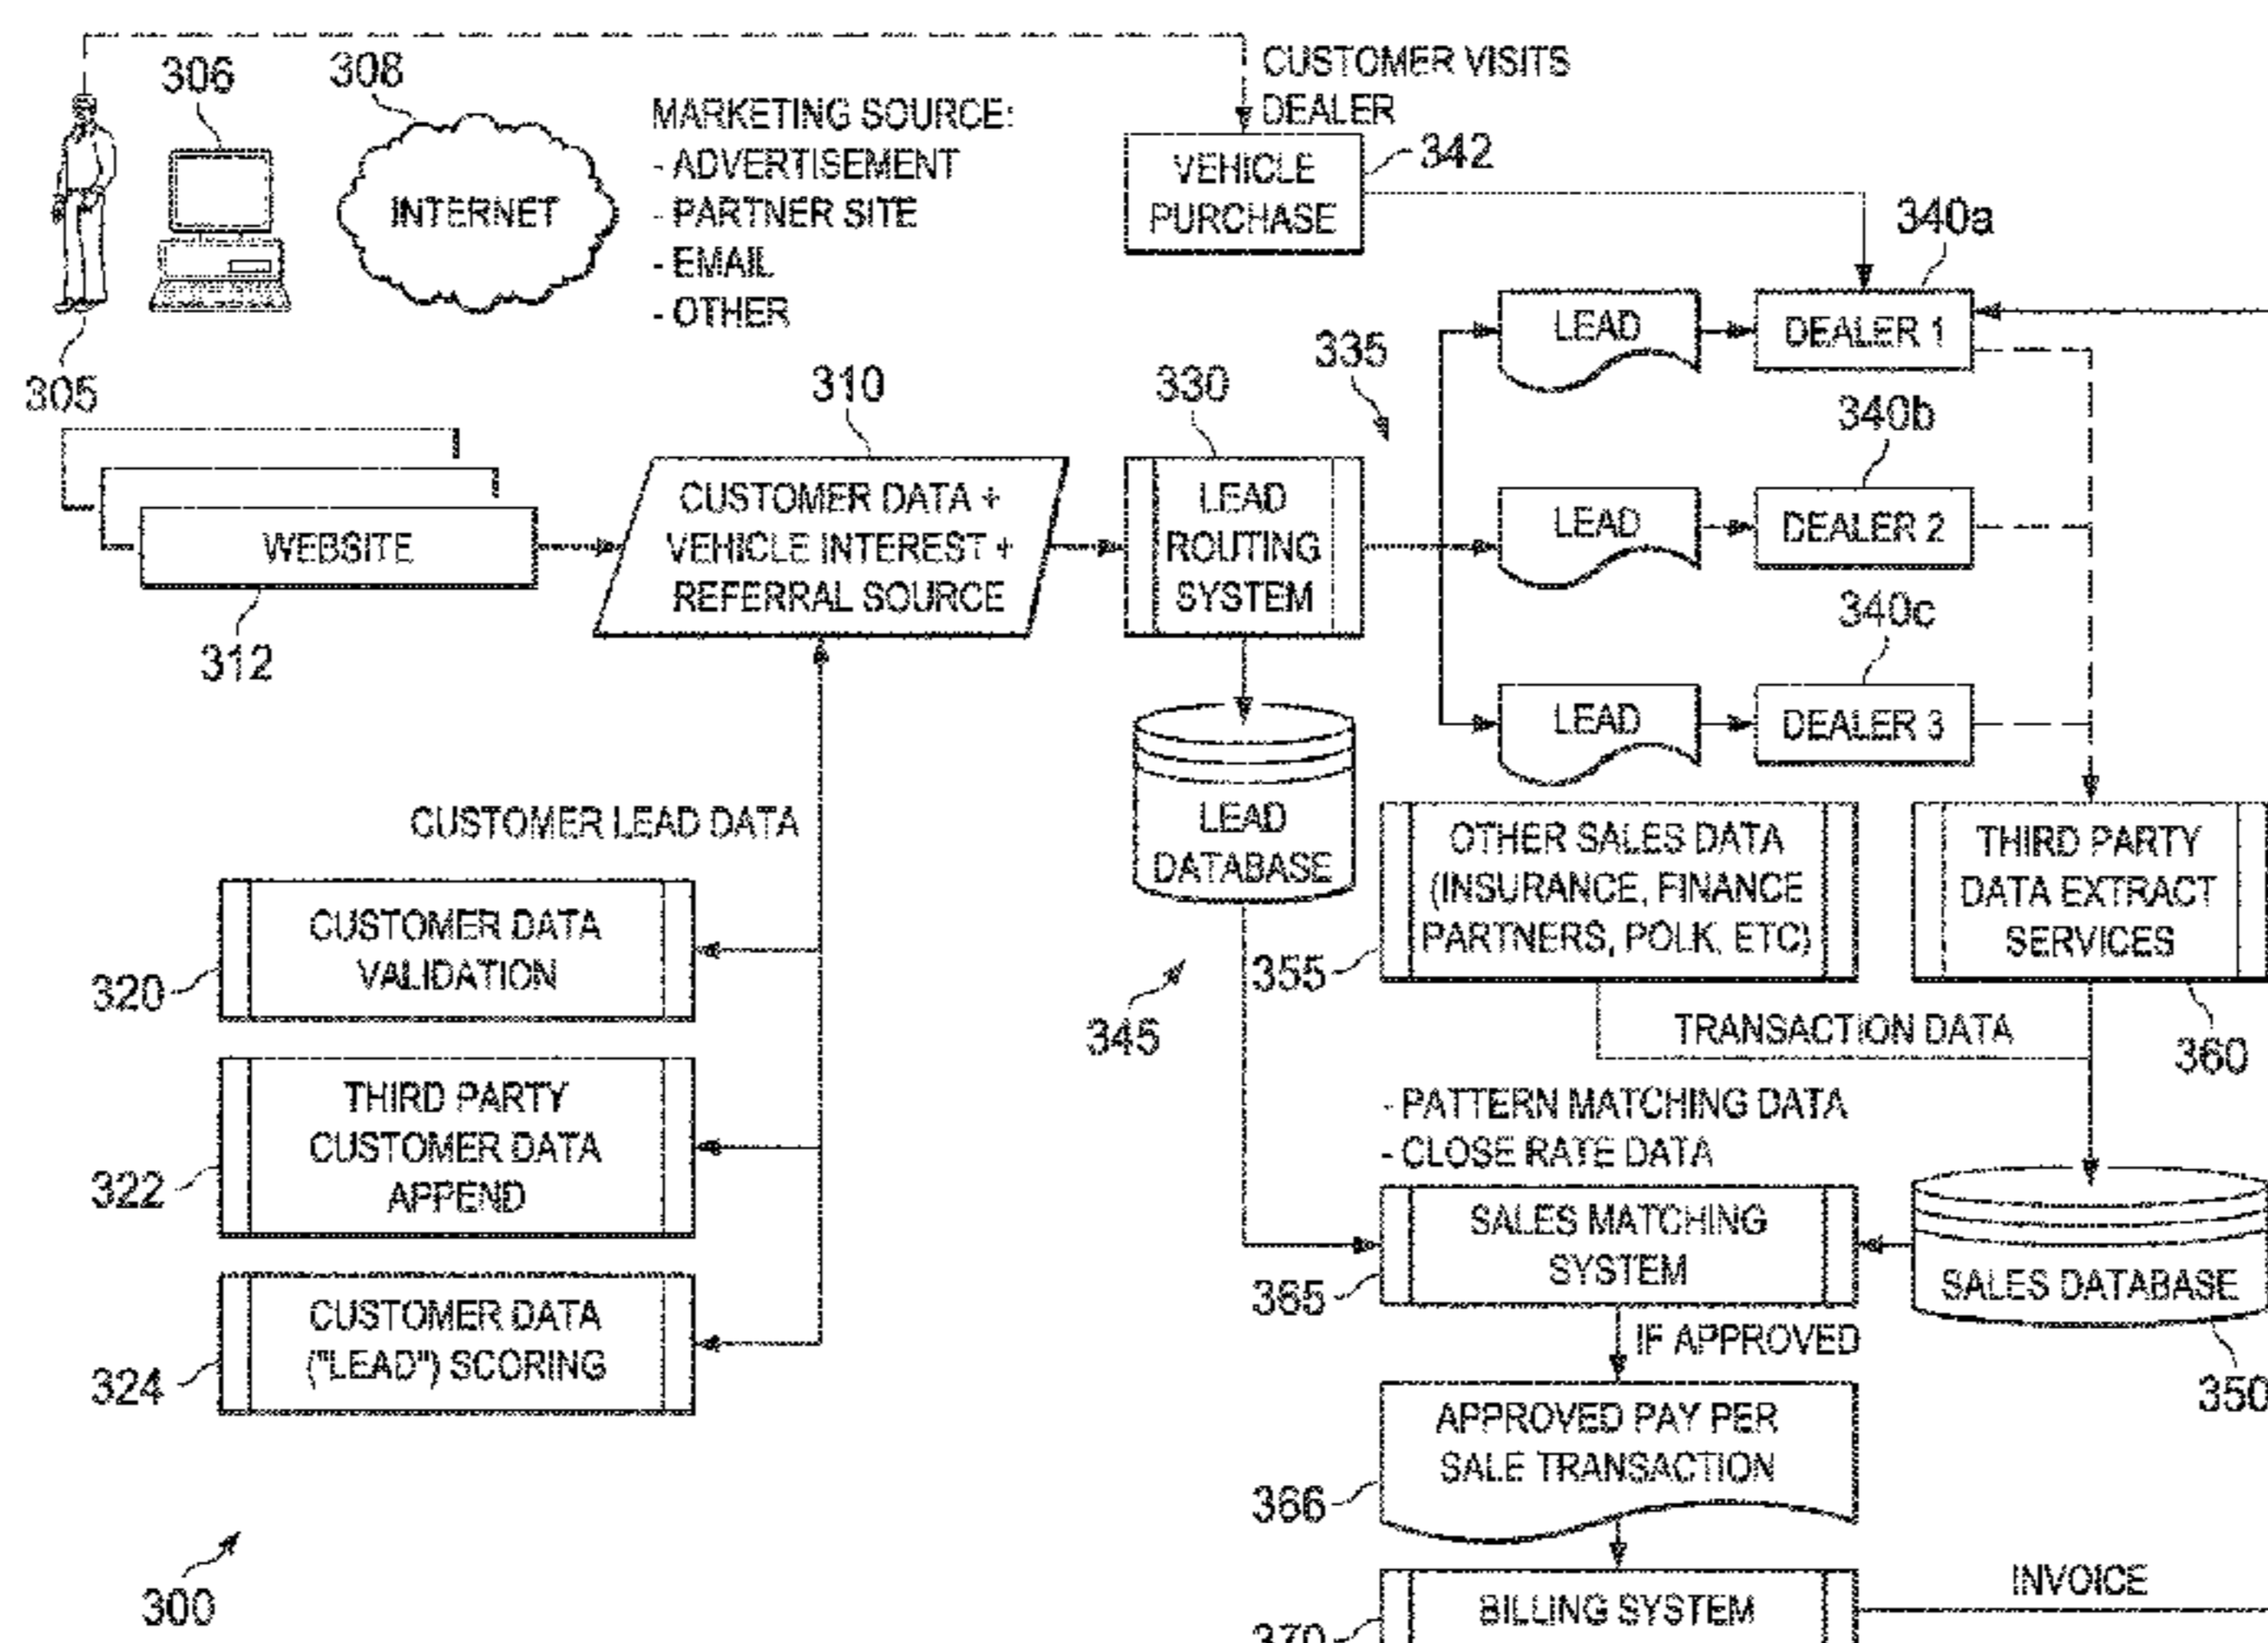 306
308
INTERNET
MARKETING SOURCE:
- ADVERTISEMENT
- PARTNER SITE
- EMAIL
- OTHER
305
CUSTOMER VISITS
DEALER
VEHICLE
PURCHASE
342
340a
LEAD
DEALER 1
335
310
330
340b
WEBSITE
312
CUSTOMER DATA +
VEHICLE INTEREST +
REFERRAL SOURCE
LEAD
ROUTING
SYSTEM
LEAD
DEALER 2
340c
LEAD
DEALER 3
LEAD
DATABASE
345
CUSTOMER LEAD DATA
CUSTOMER DATA
VALIDATION
320
THIRD PARTY
CUSTOMER DATA
APPEND
322
CUSTOMER DATA
("LEAD") SCORING
324
OTHER SALES DATA
(INSURANCE, FINANCE
PARTNERS, POLK, ETC)
355
THIRD PARTY
DATA EXTRACT
SERVICES
360
TRANSACTION DATA
- PATTERN MATCHING DATA
- CLOSE RATE DATA
SALES MATCHING
SYSTEM
365
SALES DATABASE
350
IF APPROVED
APPROVED PAY PER
SALE TRANSACTION
366
300
BILLING SYSTEM
370
INVOICE